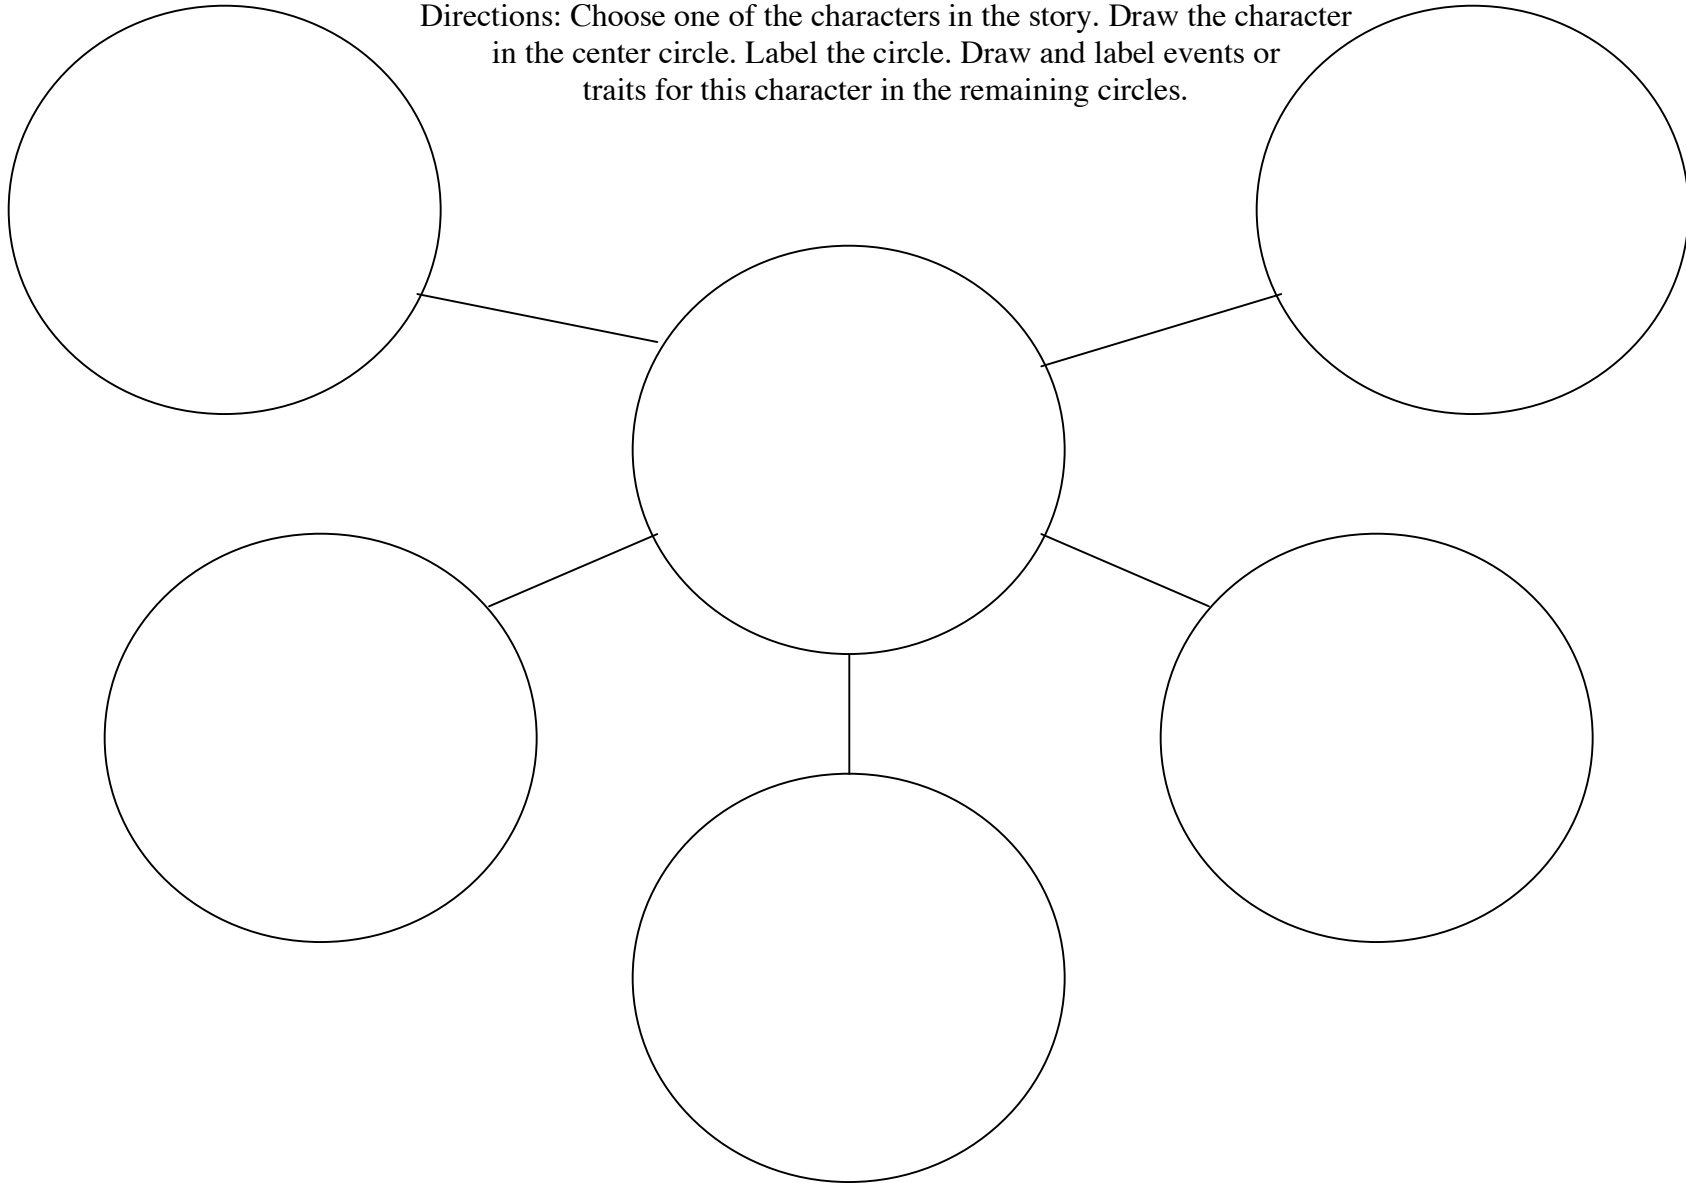 Directions: Choose one of the characters in the story. Draw the character
in the center circle. Label the circle. Draw and label events or
traits for this character in the remaining circles.